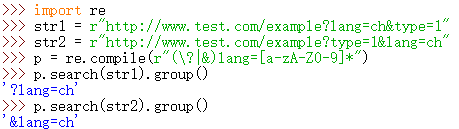 >>> import re
>>> str1 = r"http://www.test.com/example?lang=ch&type=1"
>>> str2 = r"http://www.test.com/example?type=1&lang=ch"
>>> p = re.compile(r"(\?|&)lang=[a-zA-Z0-9]*")
>>> p.search(str1).group()
'?lang=ch'
>>> p.search(str2).group()
'&lang=ch'